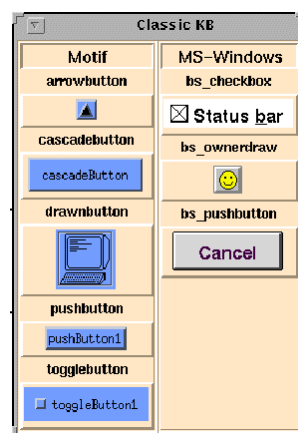 Classic KB
Motif
arrowbutton
cascadebutton
cascadeButton
drawnbutton
pushbutton
pushButton1
togglebutton
toggleButton1
MS-Windows
bs_checkbox
Status bar
bs_ownerdraw
bs_pushbutton
Cancel